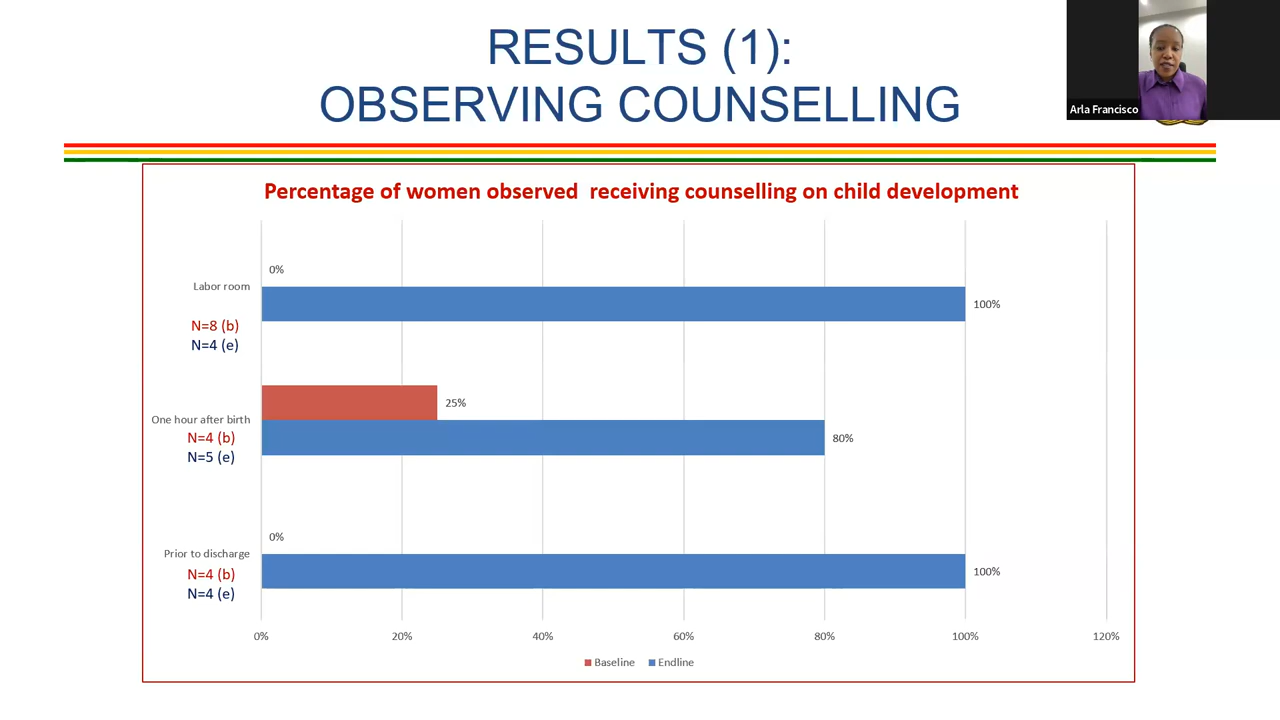 RESULTS (1):
OBSERVING COUNSELLING
Arla Francisco
Percentage of women observed  receiving counselling on child development
0%
Labor room
100%
N=8 (b)
N=4 (e)
25%
One hour after birth
80%
N=4 (b)
N=5 (e)
0%
Prior to discharge
100%
N=4 (b)
N=4 (e)
0% 20% 40% 60% 80% 100% 120%
Baseline Endline